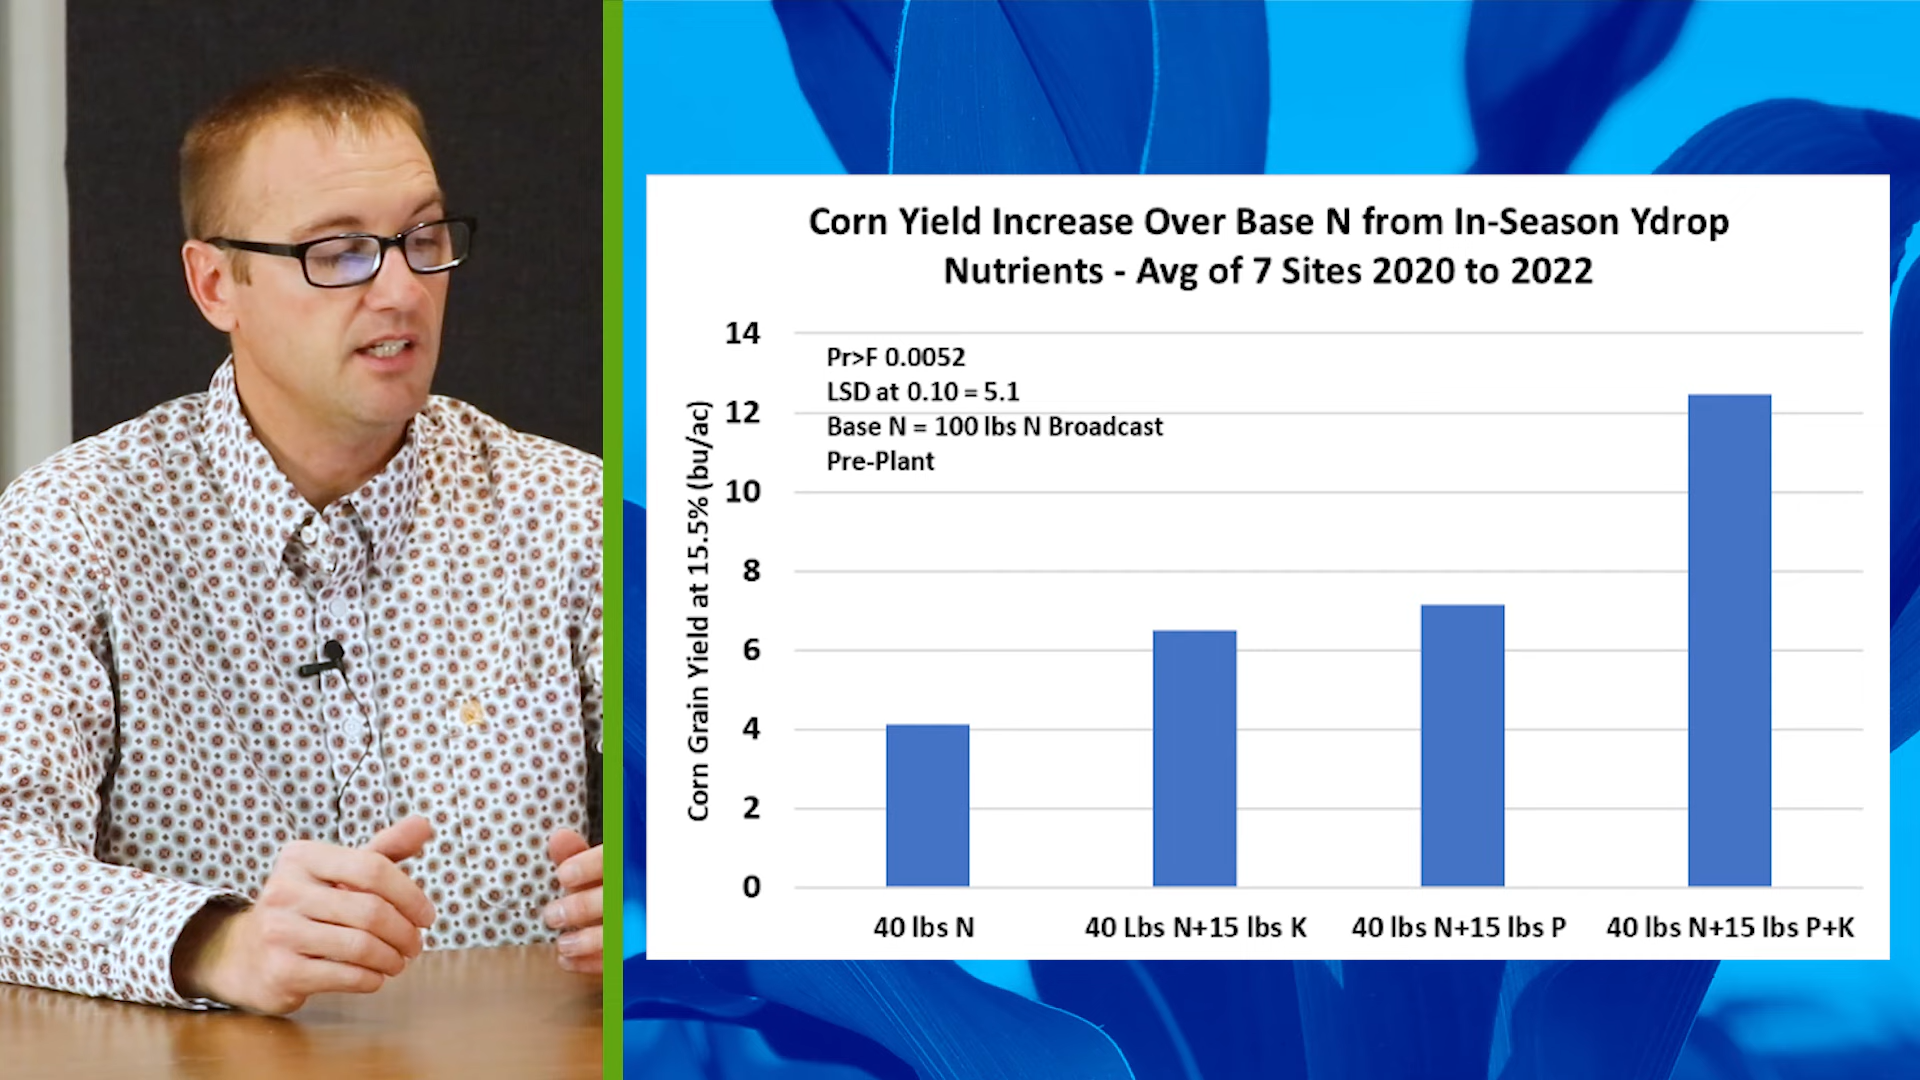 Corn Yield Increase Over Base N from In-Season Ydrop
Nutrients - Avg of 7 Sites 2020 to 2022
Corn Grain Yield at 15.5% (bu/ac)
14
12
10
8
6
4
2
0
Pr>F 0.0052
LSD at 0.10 = 5.1
Base N = 100 lbs N Broadcast
Pre-Plant
40 lbs N
40 Lbs N+15 lbs K
40 lbs N+15 lbs P
40 lbs N+15 lbs P+K